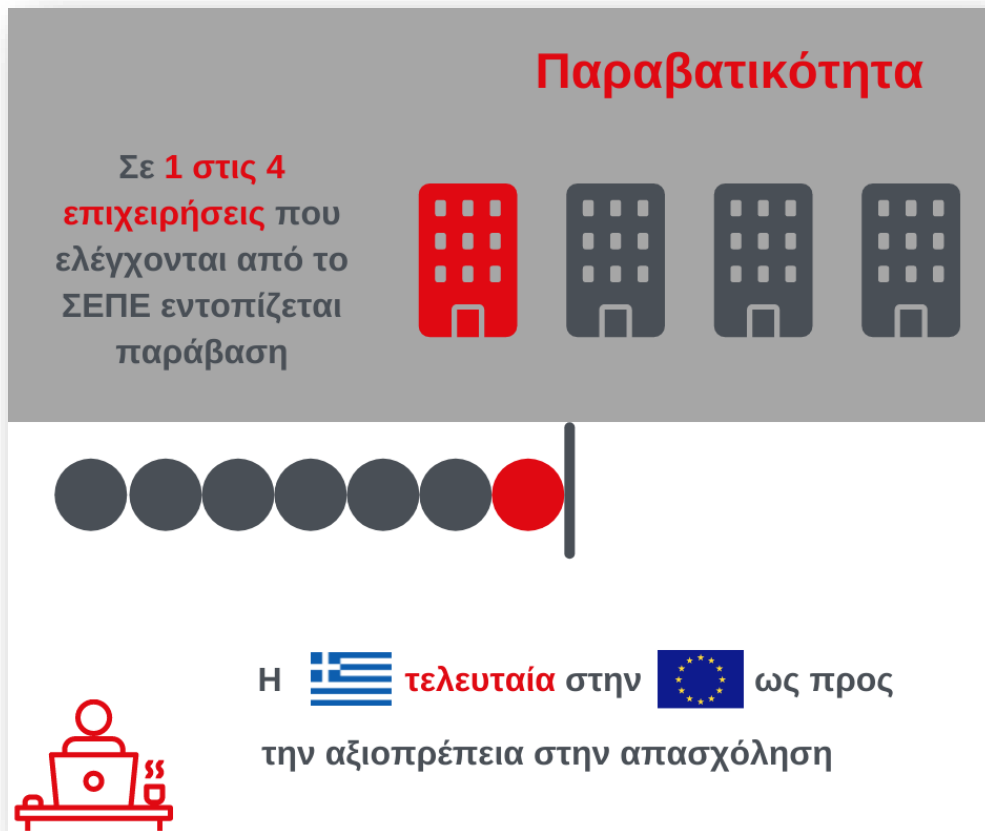 Παραβατικότητα
Σε 1 στις 4
επιχειρήσεις που
ελέγχονται από το
ΣΕΠΕ εντοπίζεται
παράβαση
Η τελευταία στην ως προς
την αξιοπρέπεια στην απασχόληση